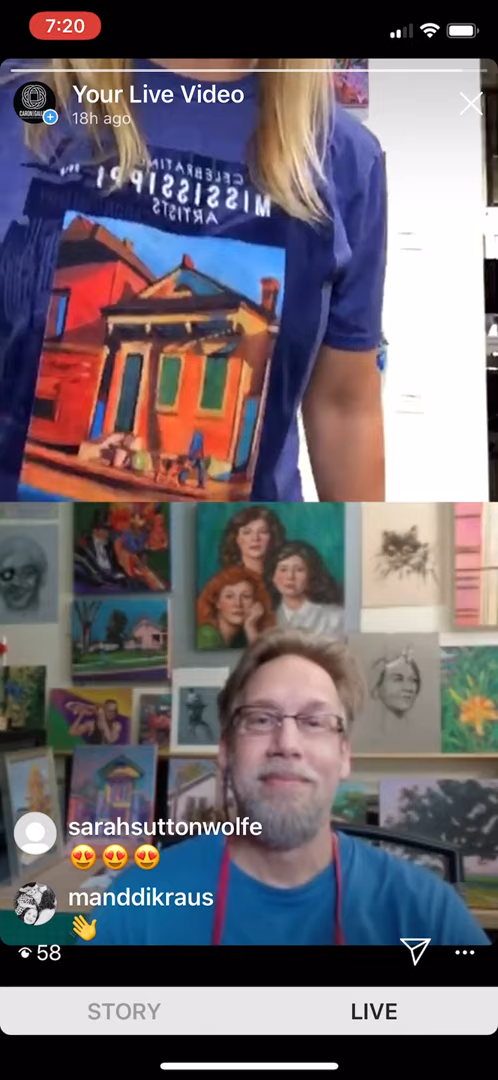 7:20
Your Live Video
18h ago
CELEBRATING
MISSISSIPPI
ARTISTS
sarahsuttonwolfe
😍😍😍
manddikraus
👋
58
STORY
LIVE